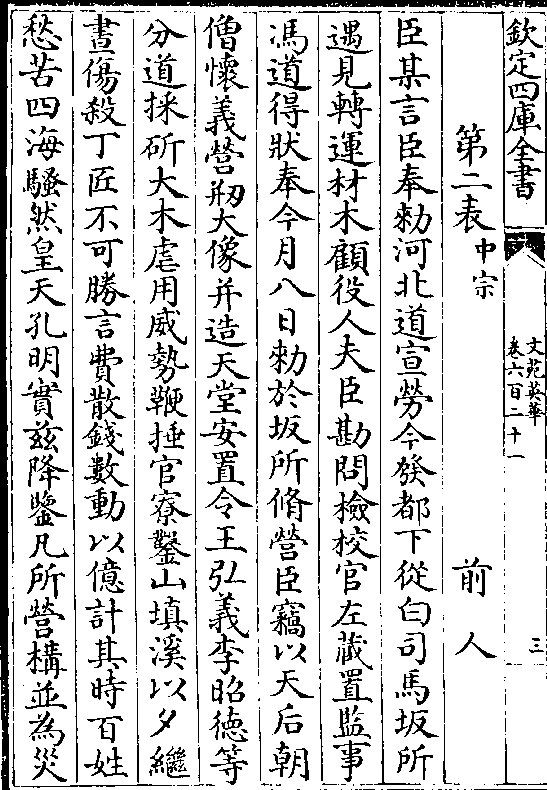 欽定四庫全書
文苑英華
卷六百二十一
三
第二表 中宗 前人
臣某言臣奉勑河北道宣勞今發都下從白司馬坂所
遇見轉運材木顧役人夫臣勘問檢校官左藏置監事
馮道得狀奉今月八日勑於坂所脩營臣竊以天后朝
僧懷義營剏大像并造天堂安置令王弘義李昭徳等
分道採斫大木虐用威勢鞭捶官寮鑿山填溪以夕繼
晝傷殺丁匠不可勝言費散錢數動以億計其時百姓
愁苦四海騷然皇天孔明實兹降鑒凡所營構並為災